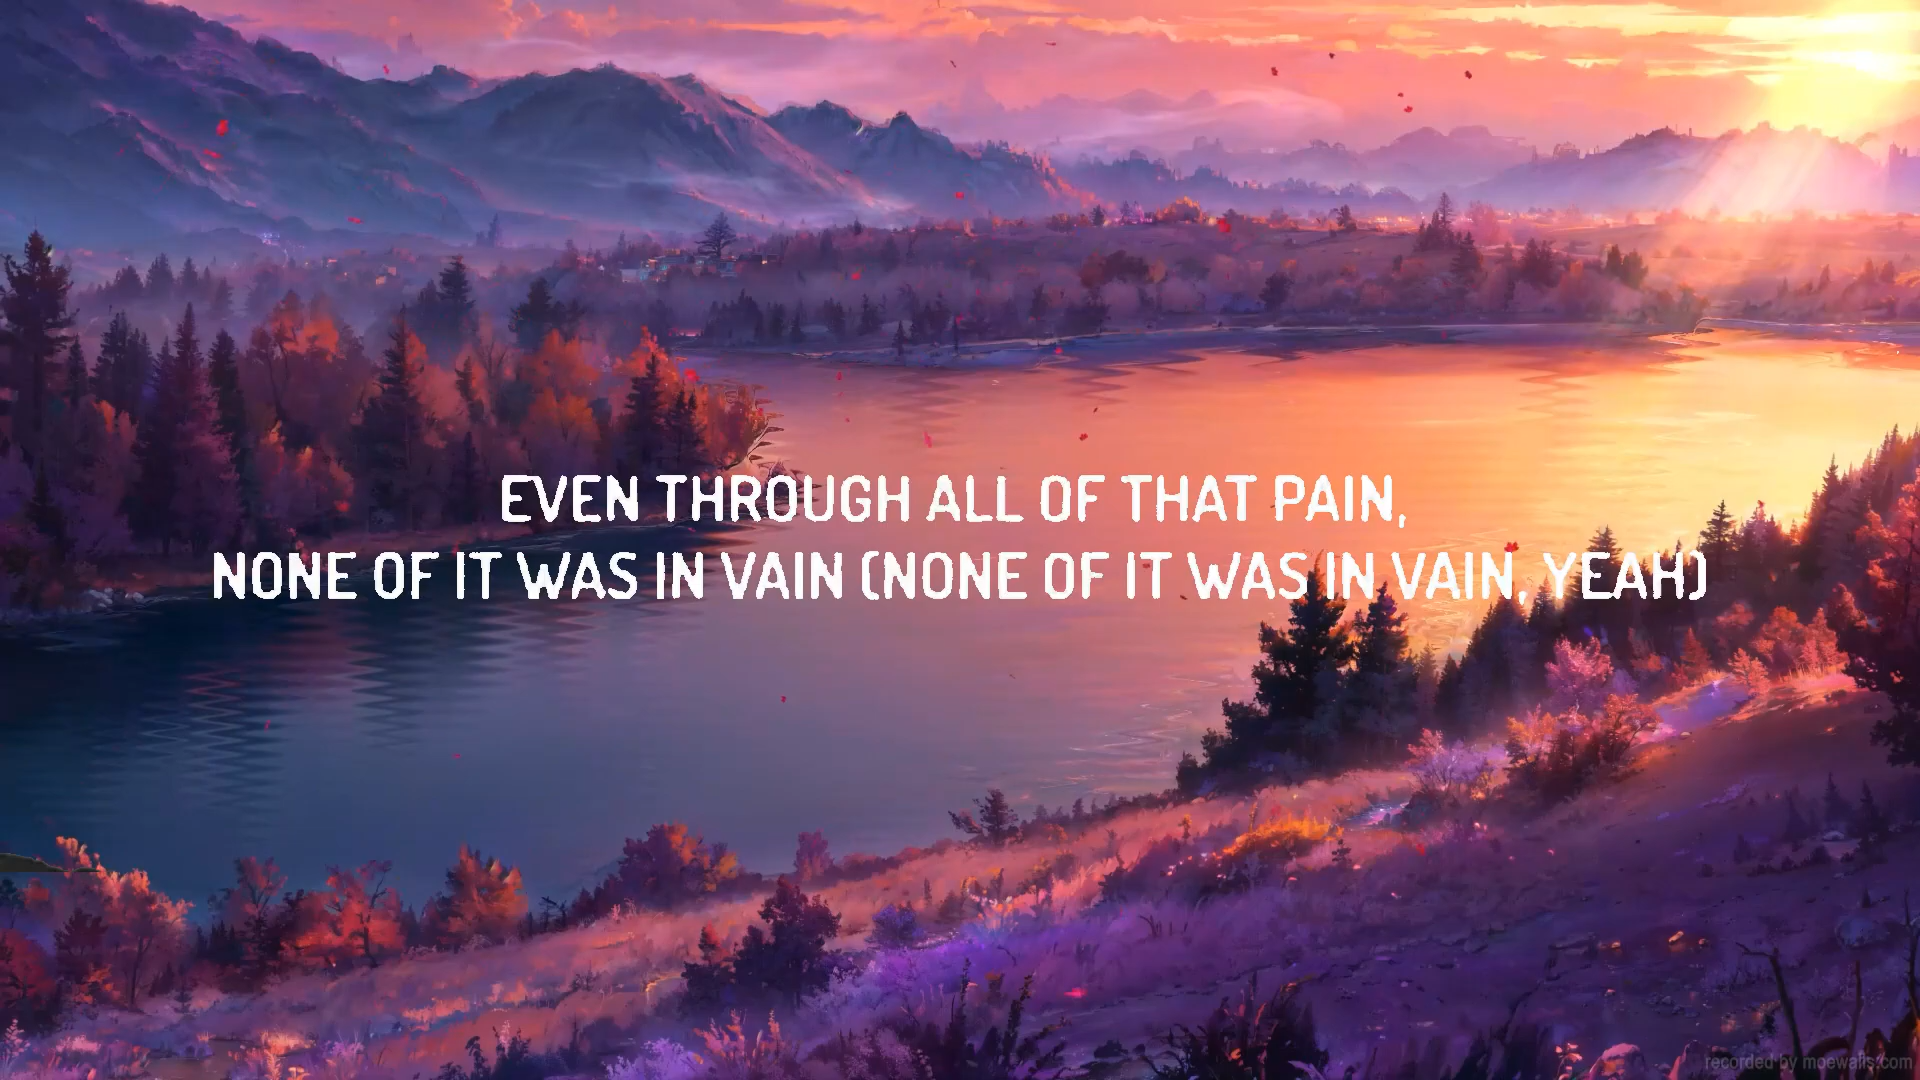 EVEN THROUGH ALL OF THAT PAIN,
NONE OF IT WAS IN VAIN (NONE OF IT WAS IN VAIN, YEAH)
recorded by moewalls.com